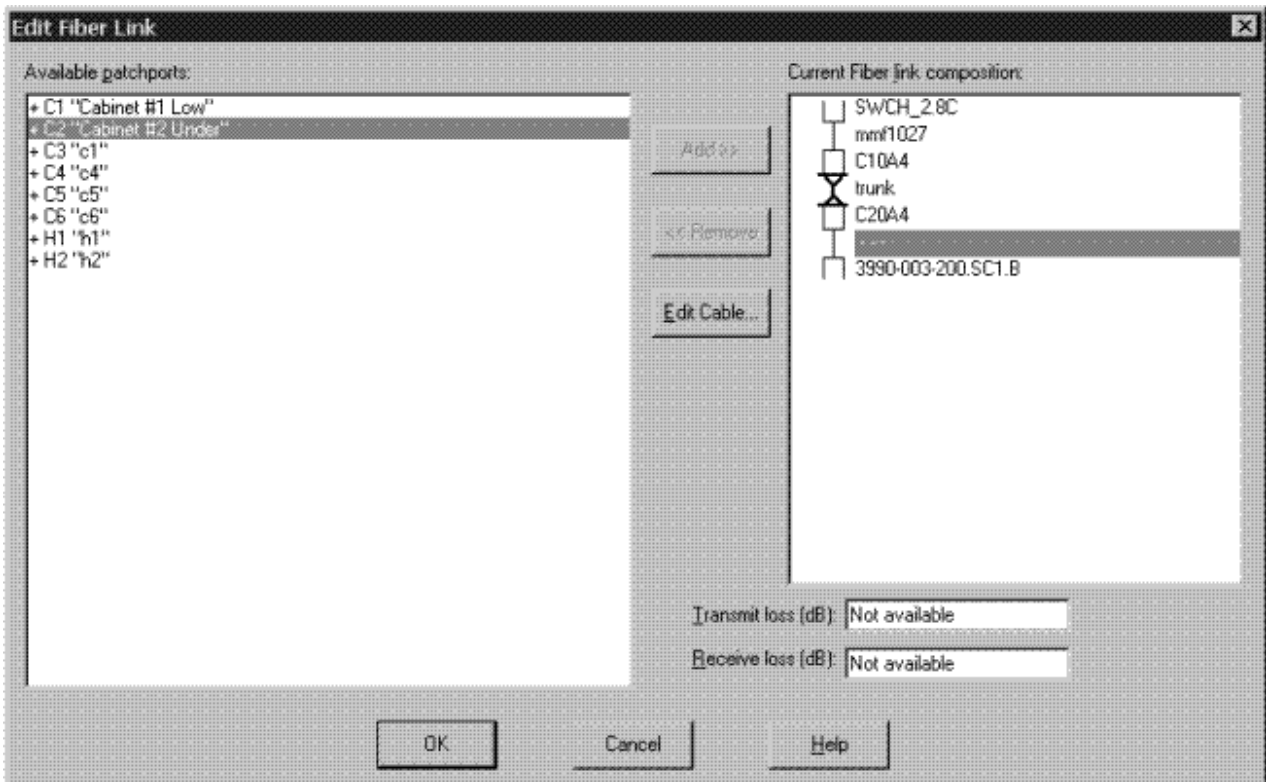 Edit Fiber Link
Available patchports:
+ C1 "Cabinet #1 Low"
+ C2 "Cabinet #2 Under"
+ C3 "c1"
+ C4 "c4"
+ C5 "c5"
+ C6 "c6"
+ H1 "h1"
+ H2 "h2"
Add >>
<< Remove
Edit Cable...
Current Fiber link composition:
SWCH_2.8C
mmf1027
C10A4
trunk
C20A4
---
3990-003-200.SC1.B
Transmit loss (dB): Not available
Receive loss (dB): Not available
OK
Cancel
Help